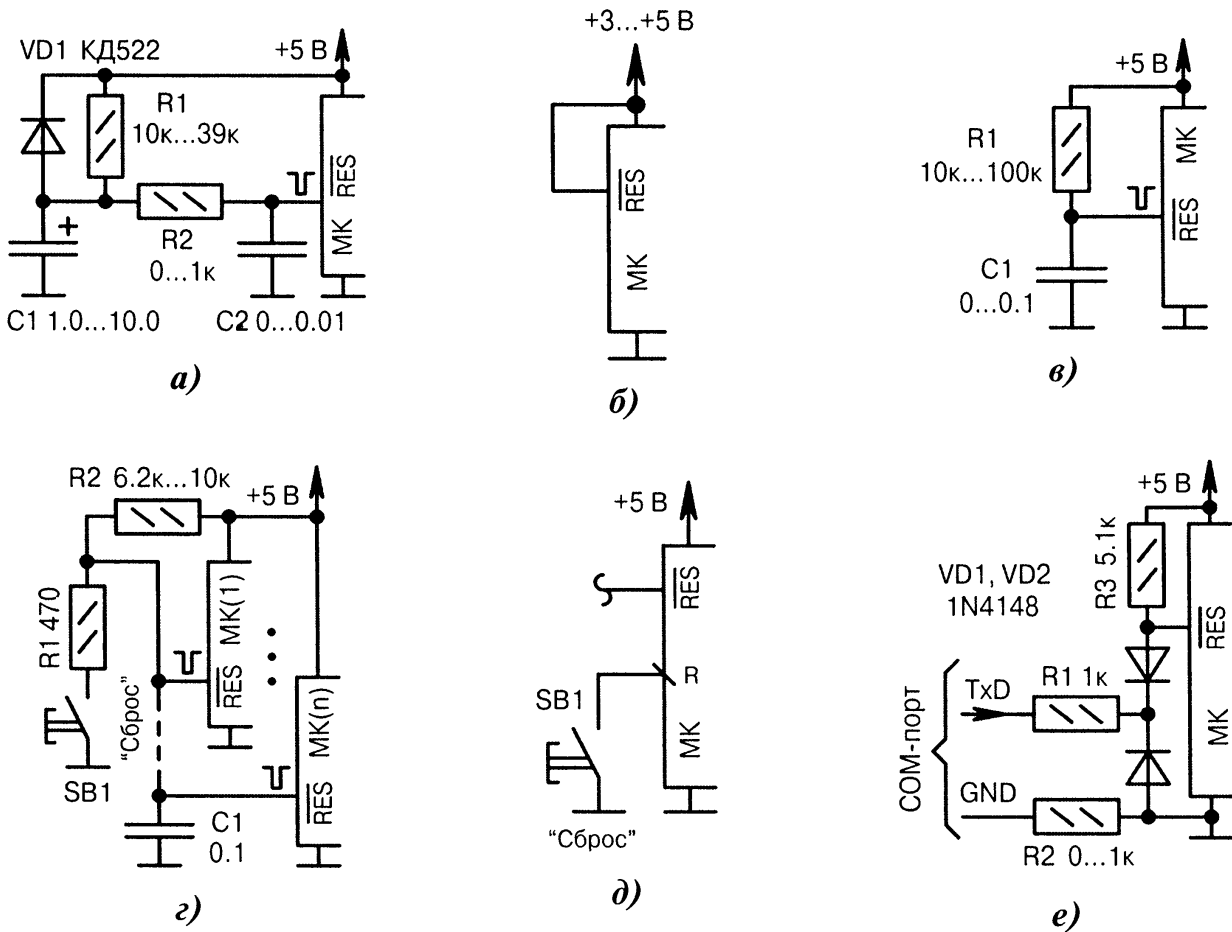 VD1 КД522
+5 В
R1
10к...39к
R2
0...1к
+
C1 1.0...10.0
C2 0...0.01
RES
МК
а)
+3...+5 В
RES
МК
б)
+5 В
R1
10к...100к
C1
0...0.1
МК
RES
в)
R2 6.2к...10к
+5 В
R1 470
SB1
“Сброс”
МК(1)
RES
МК(n)
RES
C1
0.1
г)
+5 В
RES
R
SB1
МК
“Сброс”
д)
+5 В
R3 5.1к
VD1, VD2
1N4148
RES
COM-порт
TxD
R1 1к
GND
R2 0...1к
МК
е)